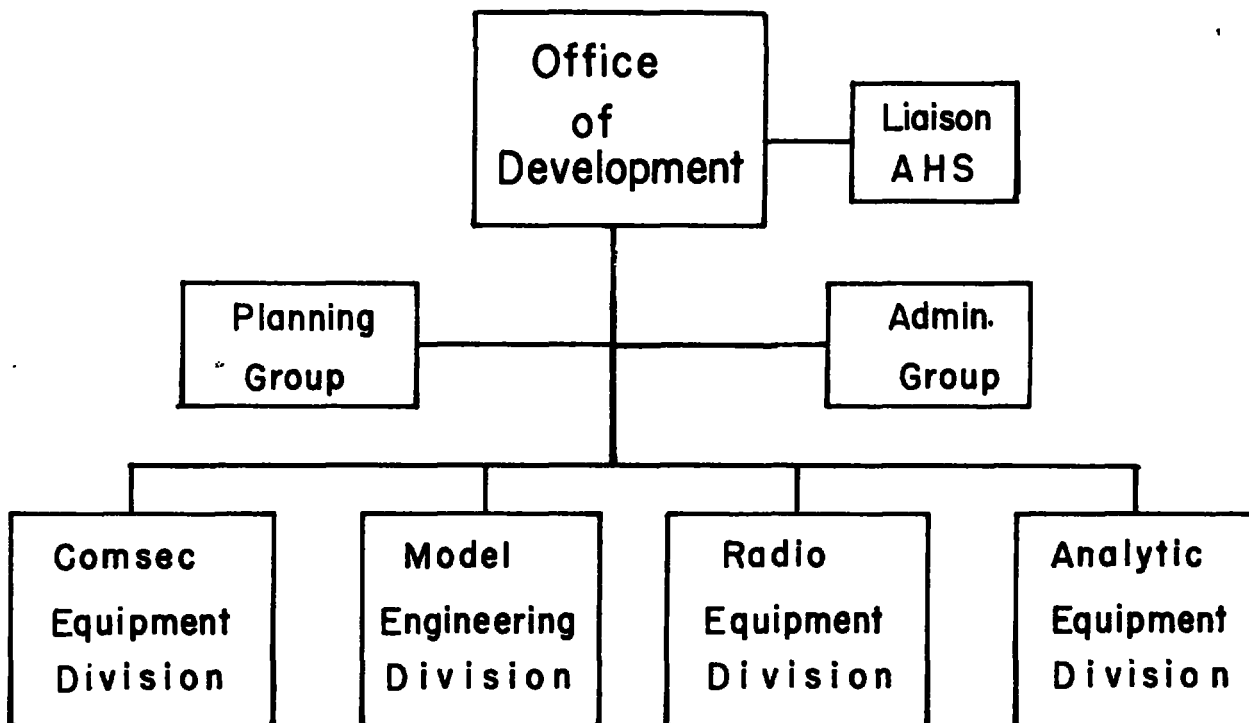 Office
of
Development
Liaison
AHS
Planning
Group
Admin.
Group
Comsec
Equipment
Division
Model
Engineering
Division
Radio
Equipment
Division
Analytic
Equipment
Division